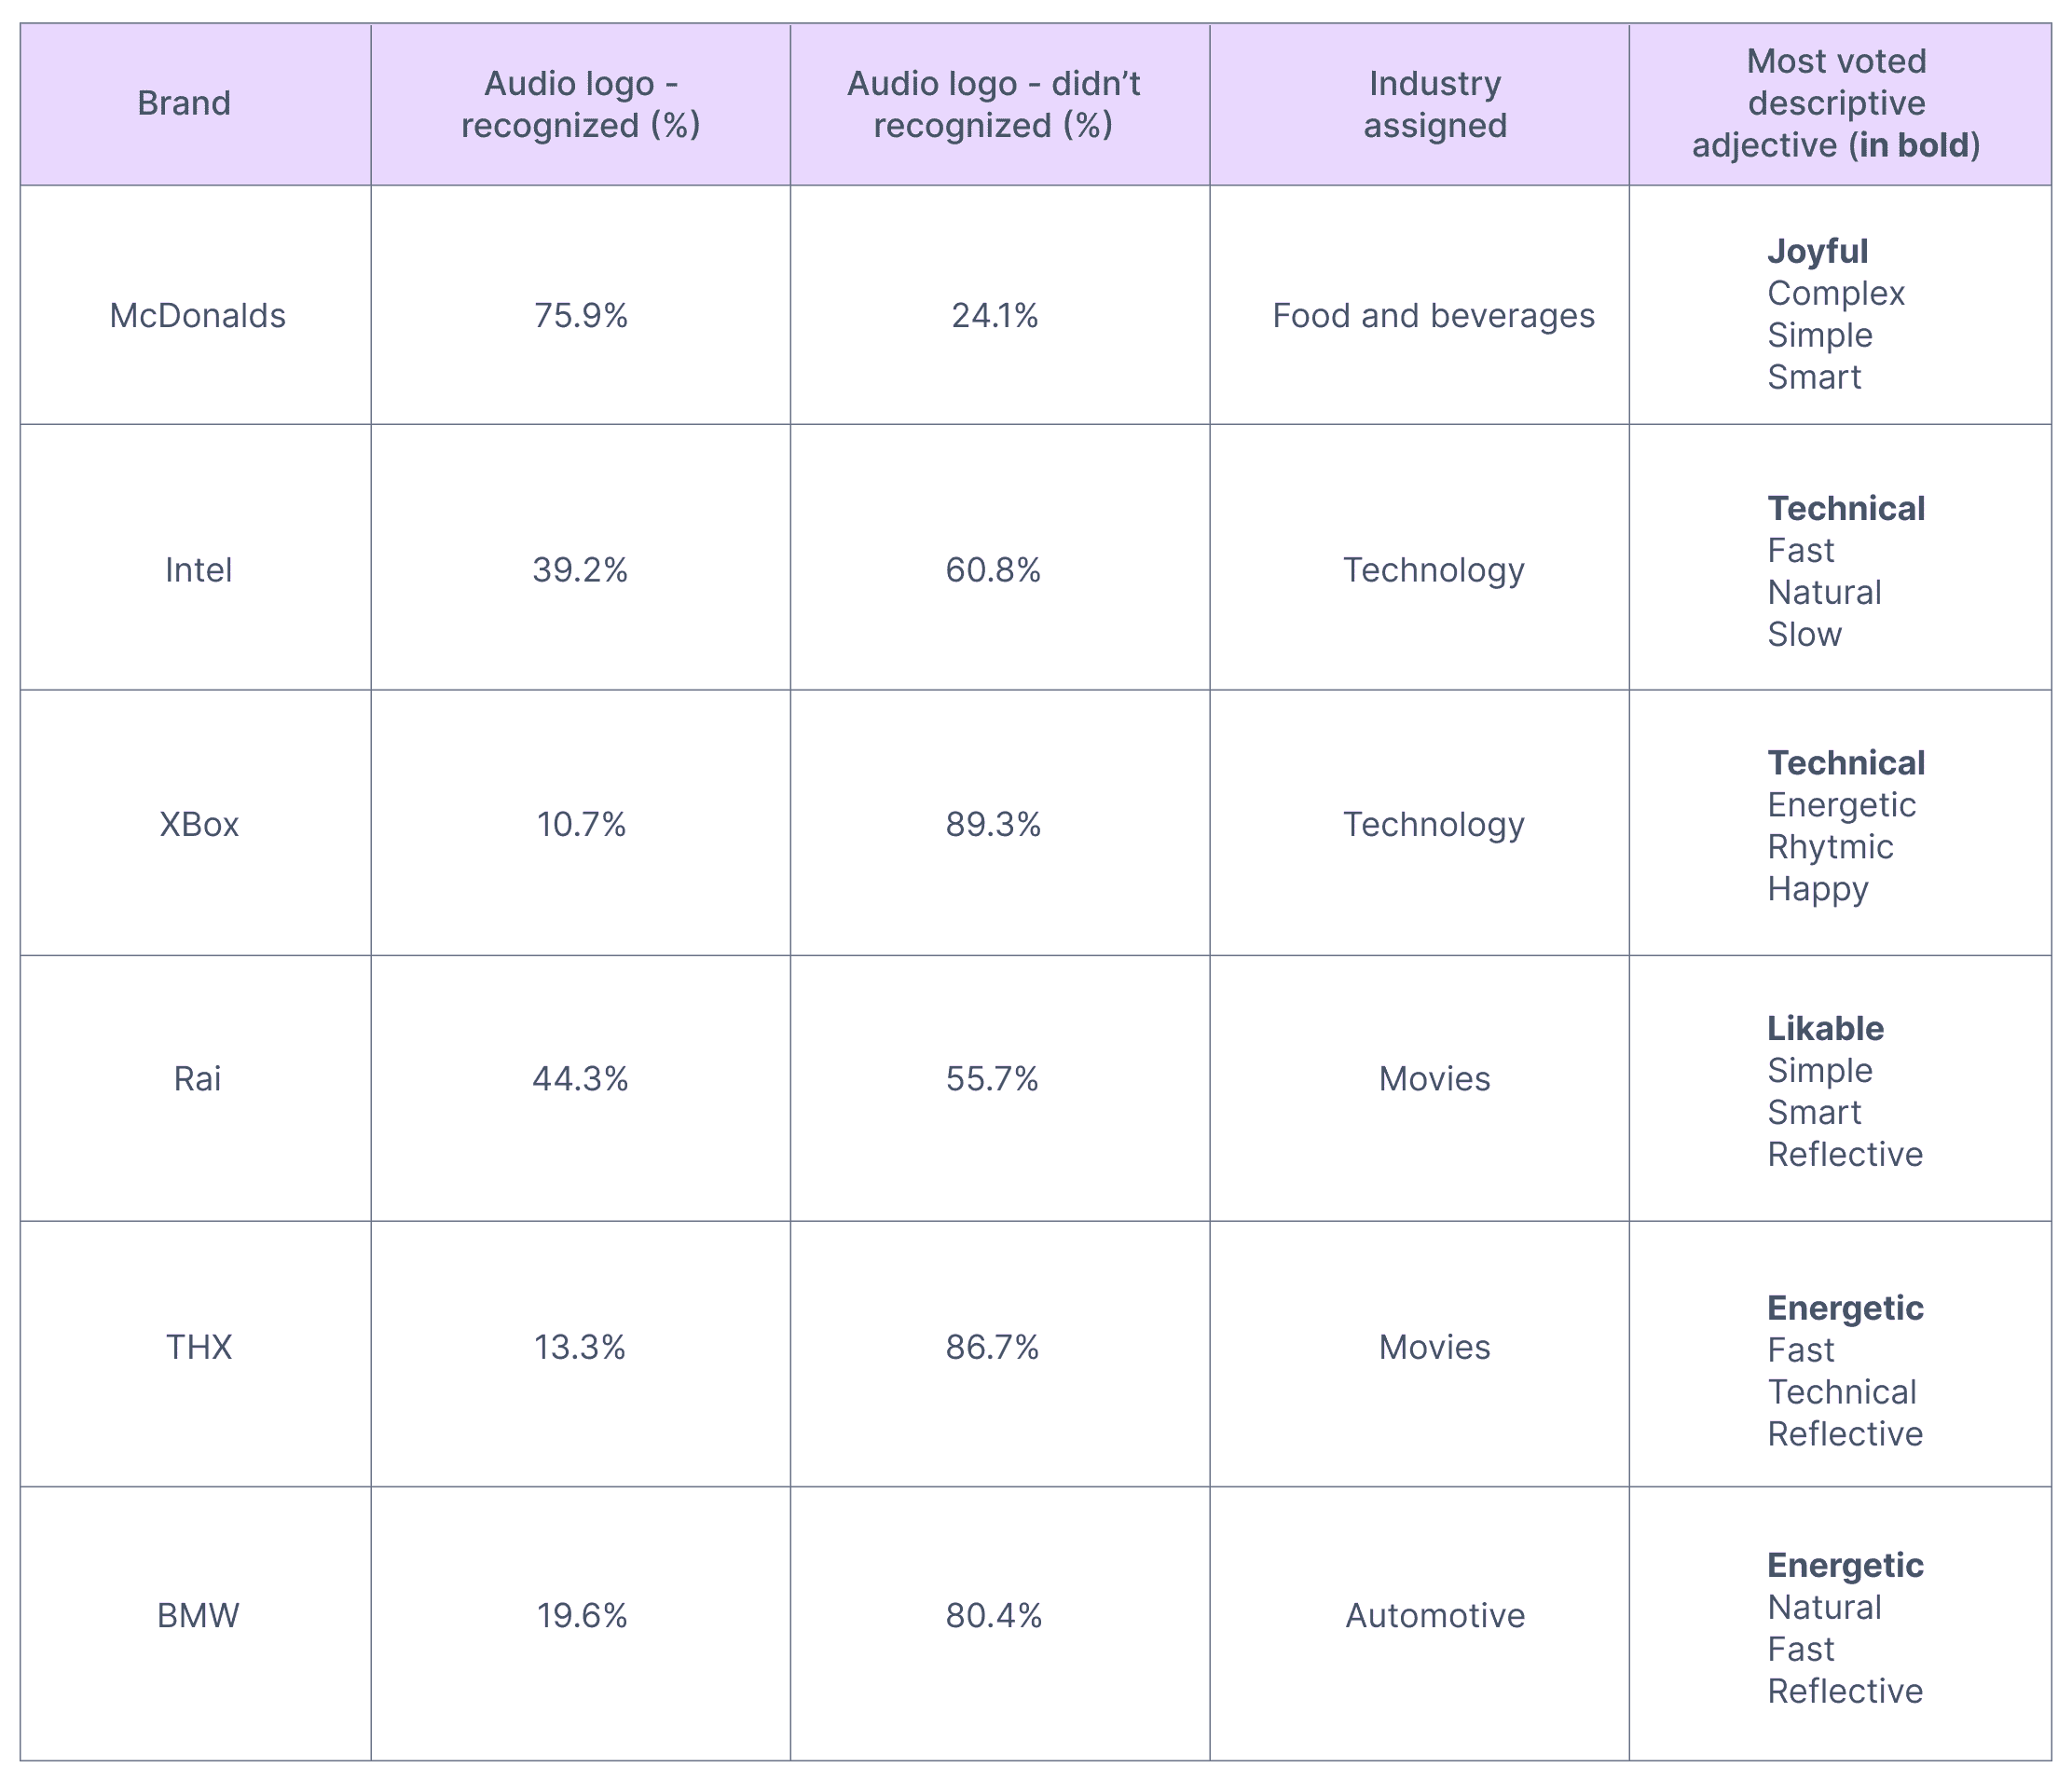 Brand
Audio logo -
recognized (%)
Audio logo - didn’t
recognized (%)
Industry
assigned
Most voted
descriptive
adjective (in bold)
McDonalds
75.9%
24.1%
Food and beverages
Joyful
Complex
Simple
Smart
Intel
39.2%
60.8%
Technology
Technical
Fast
Natural
Slow
XBox
10.7%
89.3%
Technology
Technical
Energetic
Rhytmic
Happy
Rai
44.3%
55.7%
Movies
Likable
Simple
Smart
Reflective
THX
13.3%
86.7%
Movies
Energetic
Fast
Technical
Reflective
BMW
19.6%
80.4%
Automotive
Energetic
Natural
Fast
Reflective